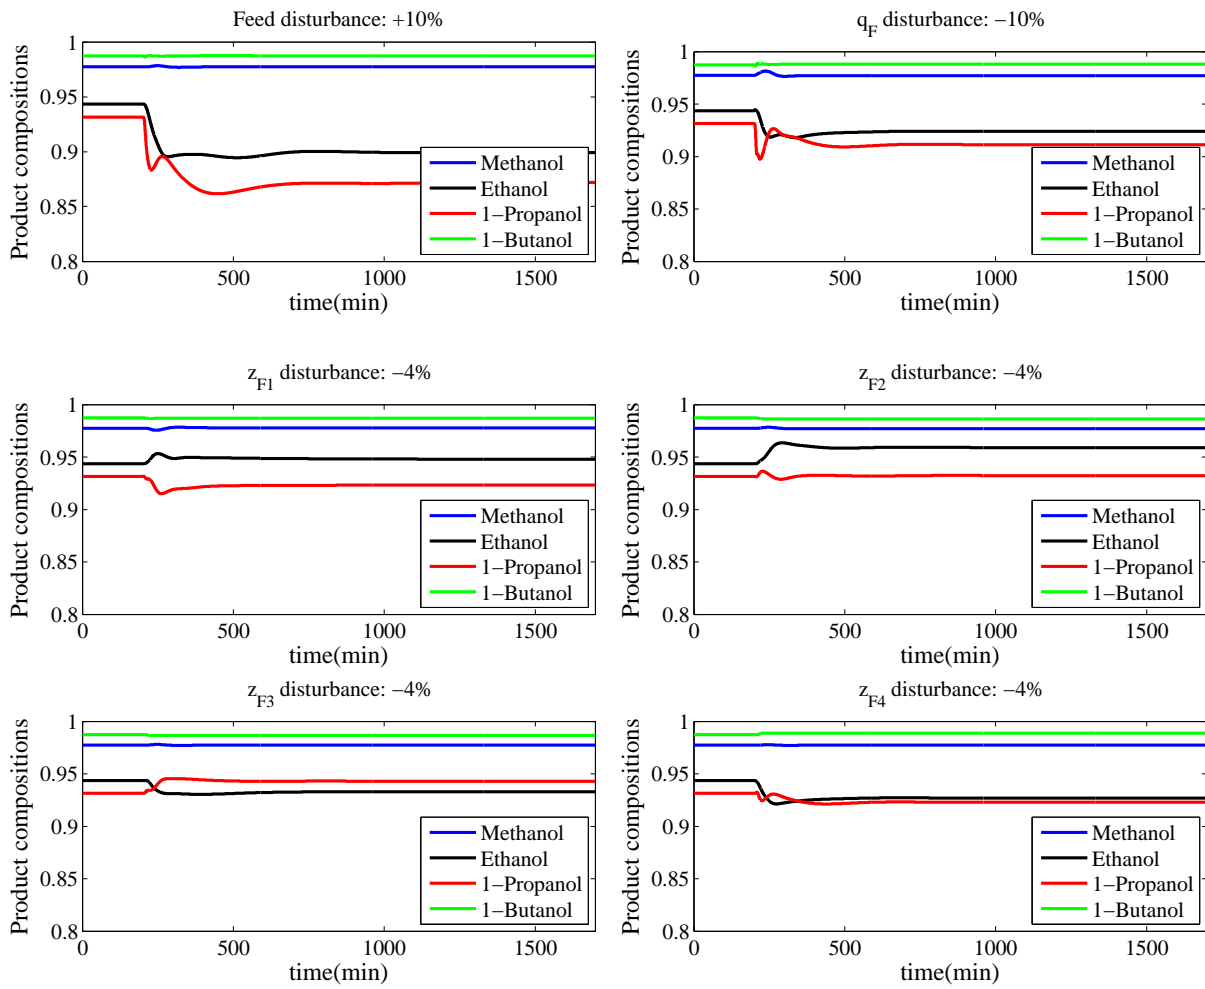 Feed disturbance: +10%
Product compositions
1
0.95
0.9
0.85
0.8
0
500
1000
1500
time(min)
Methanol
Ethanol
1−Propanol
1−Butanol
qF disturbance: −10%
Product compositions
1
0.95
0.9
0.85
0.8
0
500
1000
1500
time(min)
Methanol
Ethanol
1−Propanol
1−Butanol
zF1 disturbance: −4%
Product compositions
1
0.95
0.9
0.85
0.8
0
500
1000
1500
time(min)
Methanol
Ethanol
1−Propanol
1−Butanol
zF2 disturbance: −4%
Product compositions
1
0.95
0.9
0.85
0.8
0
500
1000
1500
time(min)
Methanol
Ethanol
1−Propanol
1−Butanol
zF3 disturbance: −4%
Product compositions
1
0.95
0.9
0.85
0.8
0
500
1000
1500
time(min)
Methanol
Ethanol
1−Propanol
1−Butanol
zF4 disturbance: −4%
Product compositions
1
0.95
0.9
0.85
0.8
0
500
1000
1500
time(min)
Methanol
Ethanol
1−Propanol
1−Butanol